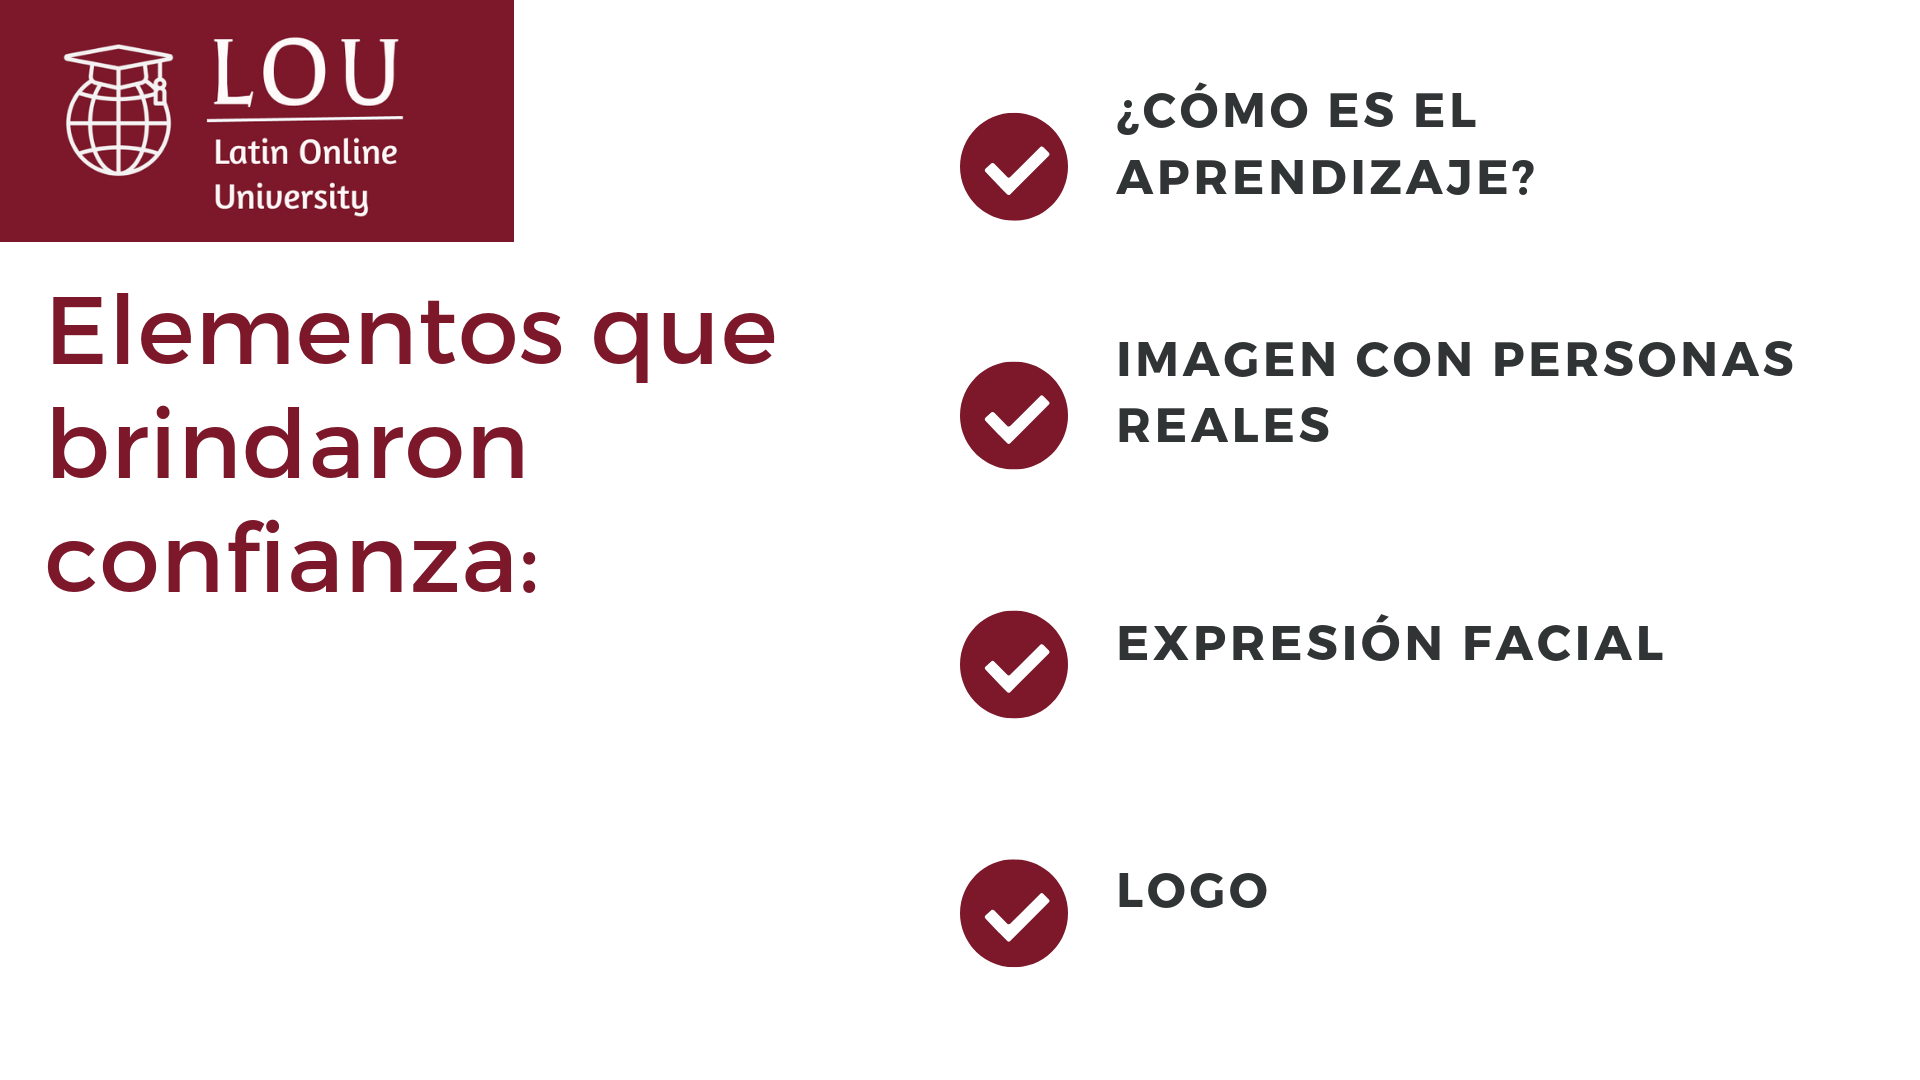 LOU
Latin Online
University
Elementos que
brindaron
confianza:
¿CÓMO ES EL
APRENDIZAJE?
IMAGEN CON PERSONAS
REALES
EXPRESIÓN FACIAL
LOGO